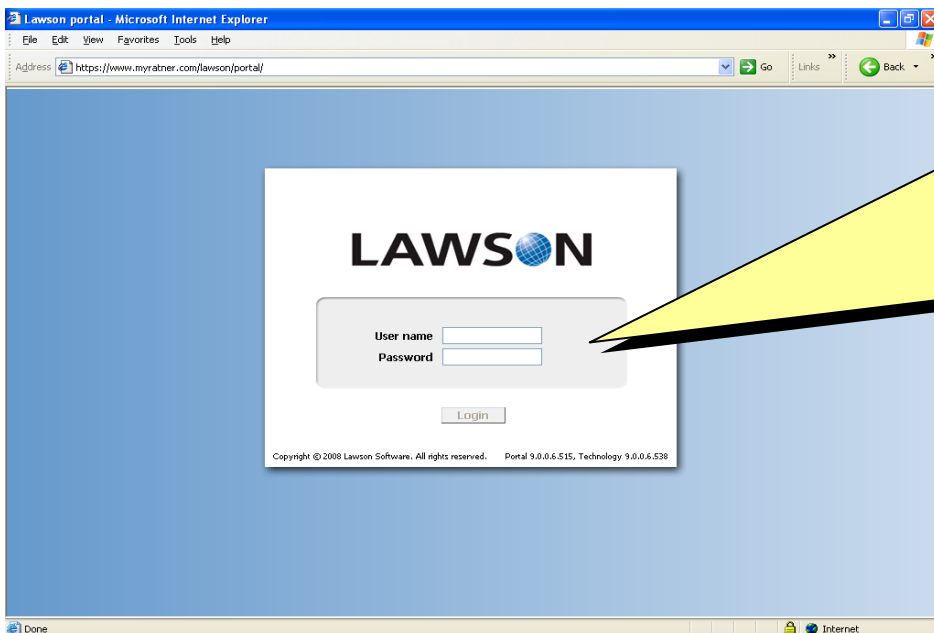 Lawson portal - Microsoft Internet Explorer
File Edit View Favorites Tools Help
Address https://www.myratner.com/lawson/portal/ Go Links » Back
LAWSON
User name
Password
Login
Copyright © 2008 Lawson Software. All rights reserved. Portal 9.0.0.6.515, Technology 9.0.0.6.538
Done Internet